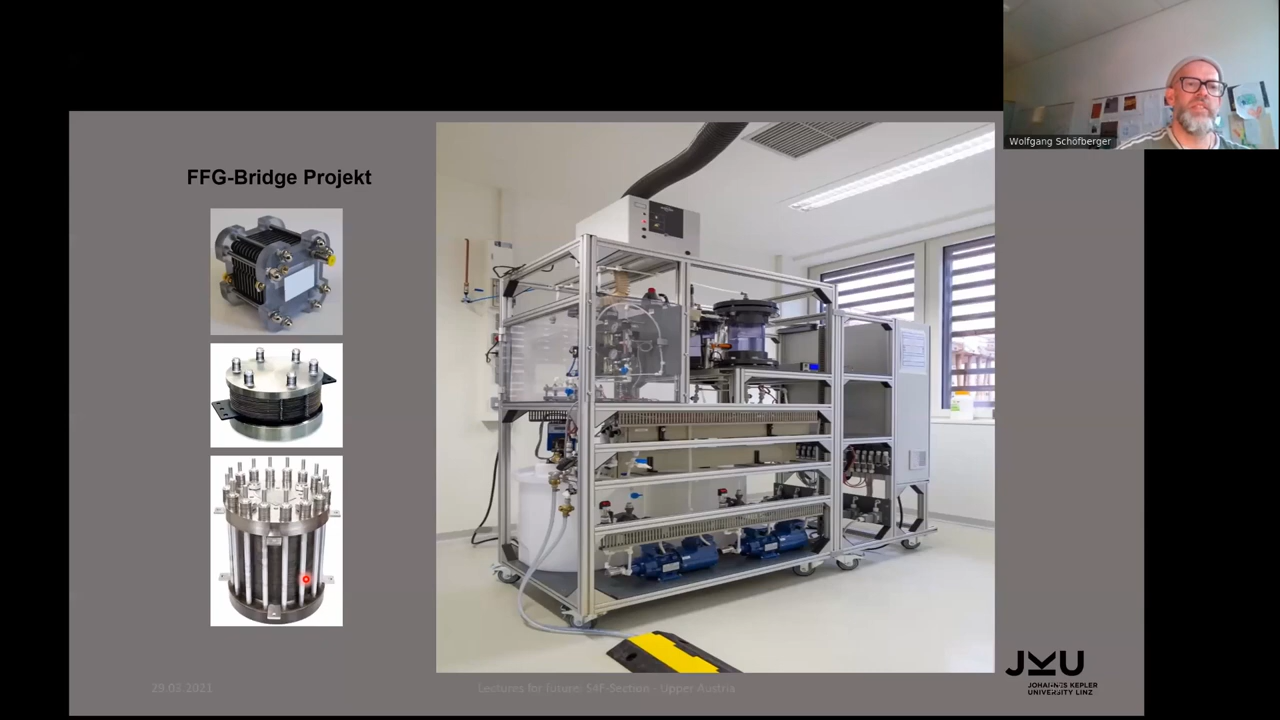 Wolfgang Schöfberger
FFG-Bridge Projekt
29.03.2021
Lectures for future: S4F-Section - Upper Austria
JKU
JOHANNES KEPLER
UNIVERSITY LINZ